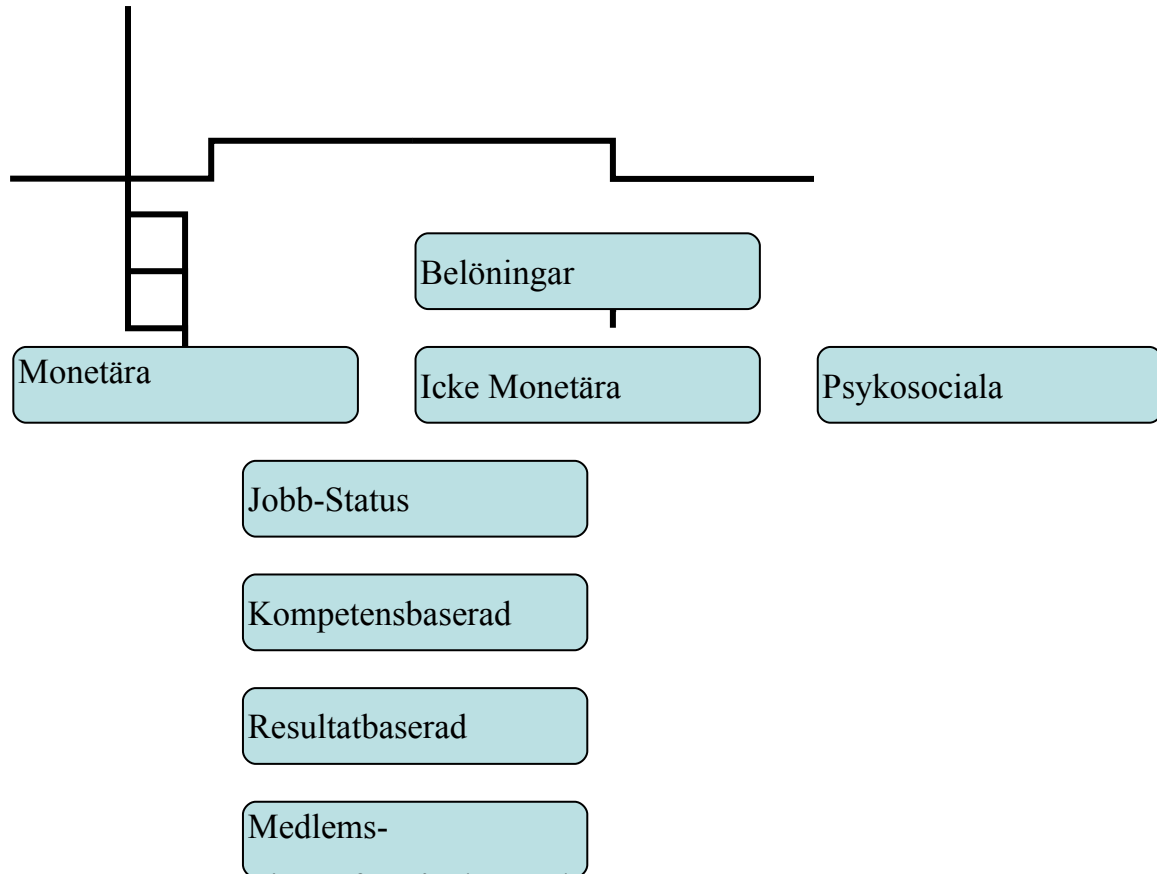 Belöningar
Monetära
Icke Monetära
Psykosociala
Jobb-Status
Kompetensbaserad
Resultatbaserad
Medlems-